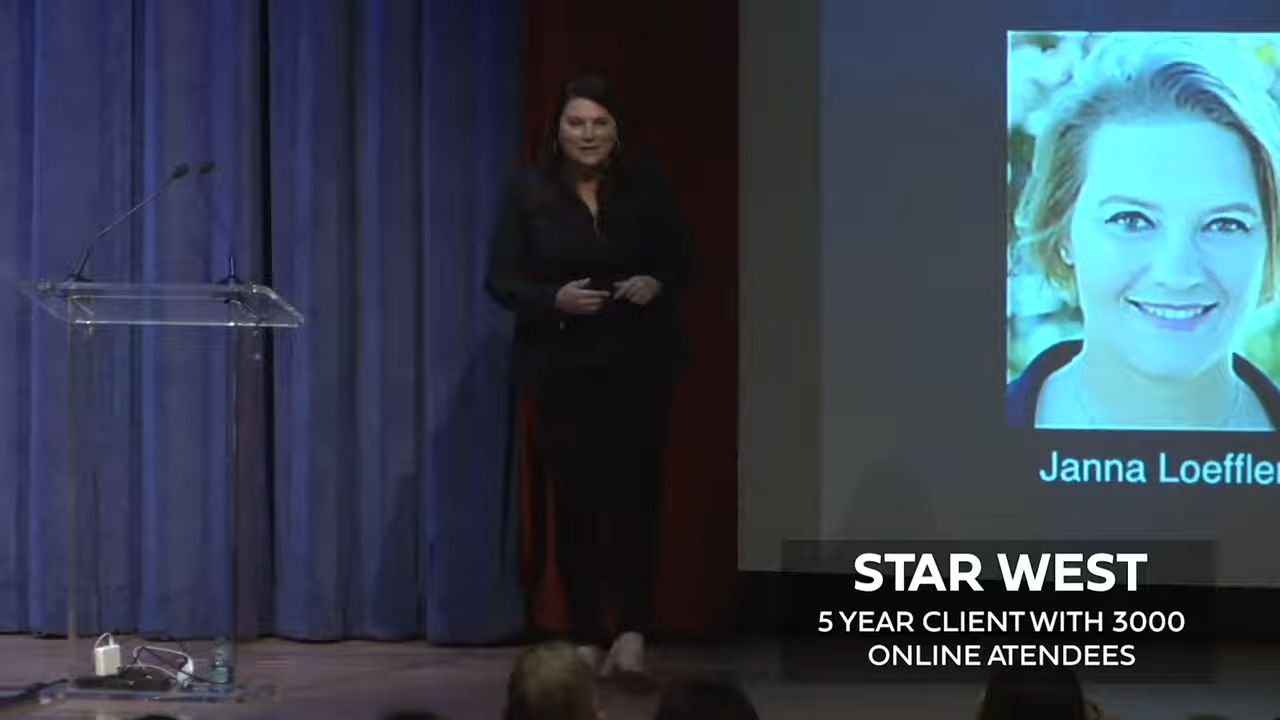 Janna Loeffler
STAR WEST
5 YEAR CLIENT WITH 3000
ONLINE ATENDEES